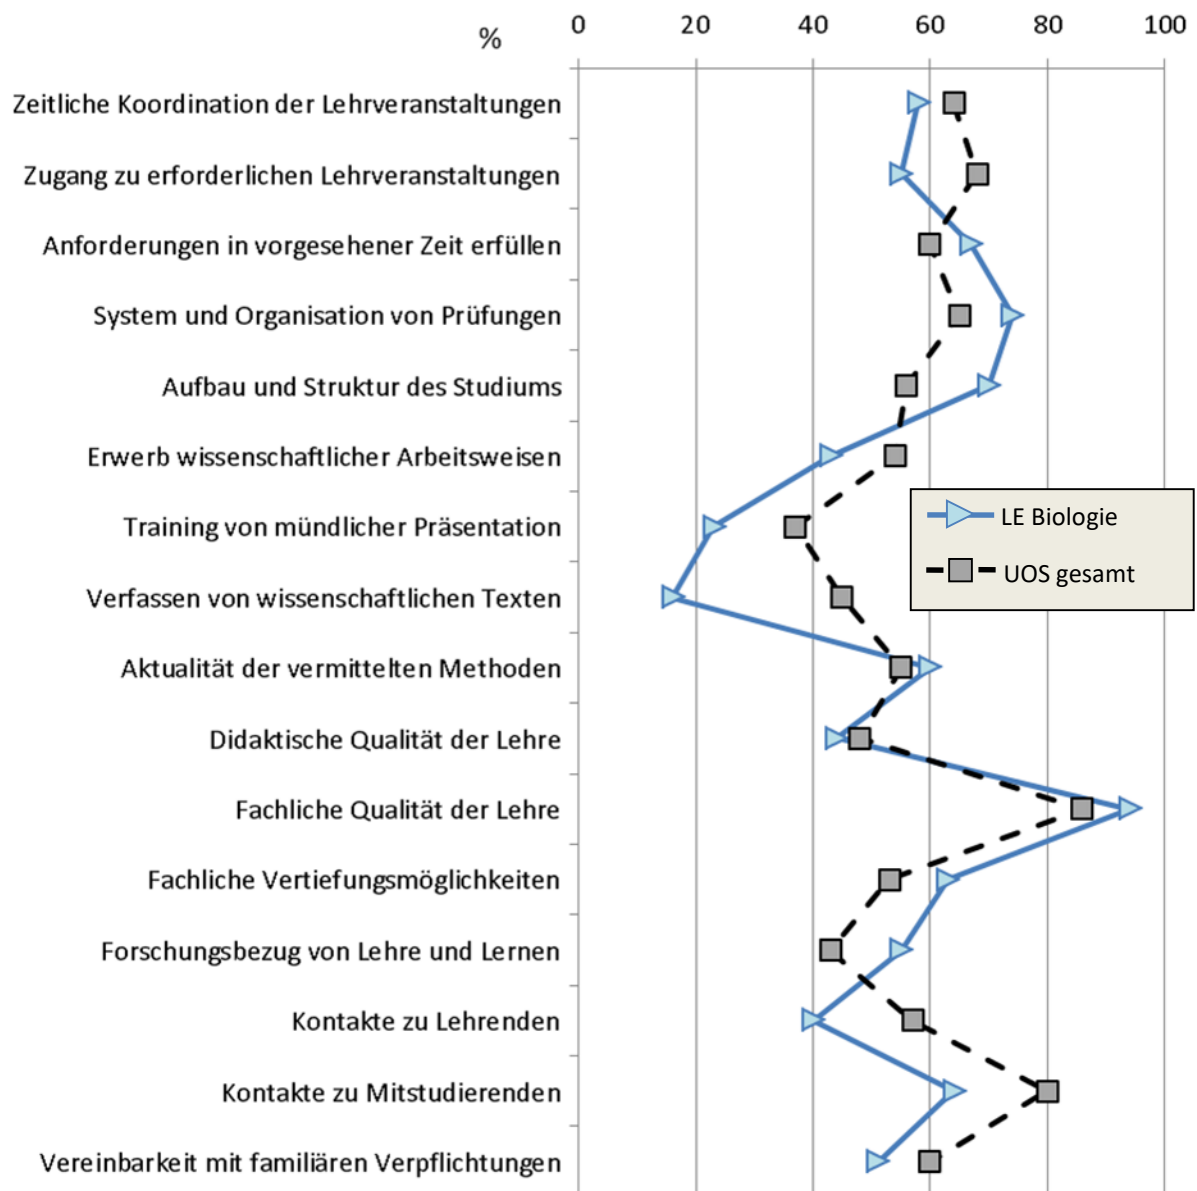 % 0 20 40 60 80 100
Zeitliche Koordination der Lehrveranstaltungen
Zugang zu erforderlichen Lehrveranstaltungen
Anforderungen in vorgesehener Zeit erfüllen
System und Organisation von Prüfungen
Aufbau und Struktur des Studiums
Erwerb wissenschaftlicher Arbeitsweisen
Training von mündlicher Präsentation
Verfassen von wissenschaftlichen Texten
Aktualität der vermittelten Methoden
Didaktische Qualität der Lehre
Fachliche Qualität der Lehre
Fachliche Vertiefungsmöglichkeiten
Forschungsbezug von Lehre und Lernen
Kontakte zu Lehrenden
Kontakte zu Mitstudierenden
Vereinbarkeit mit familiären Verpflichtungen
LE Biologie
UOS gesamt